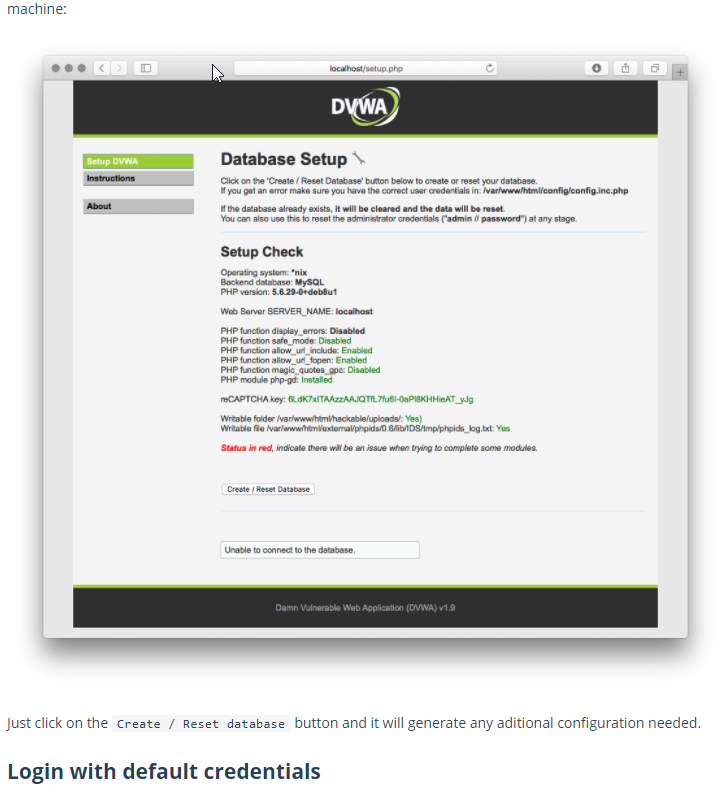 machine:
localhost/setup.php
DVWA
Setup DVWA
Instructions
About
Database Setup
Click on the 'Create / Reset Database' button below to create or reset your database.
If you get an error make sure you have the correct user credentials in: /var/www/html/config/config.inc.php
If the database already exists, it will be cleared and the data will be reset.
You can also use this to reset the administrator credentials ("admin // password") at any stage.
Setup Check
Operating system: *nix
Backend database: MySQL
PHP version: 5.6.29-0+deb8u1
Web Server SERVER_NAME: localhost
PHP function display_errors: Disabled
PHP function safe_mode: Disabled
PHP function allow_url_include: Enabled
PHP function allow_url_fopen: Enabled
PHP function magic_quotes_gpc: Disabled
PHP module php-gd: Installed
reCAPTCHA key: 6LdK7xITAAzzAAJQTfL7fu6I-0aPl8KHHieAT_yJg
Writable folder /var/www/html/hackable/uploads/: Yes)
Writable file /var/www/html/external/phpids/0.6/lib/IDS/tmp/phpids_log.txt: Yes
Status in red, indicate there will be an issue when trying to complete some modules.
Create / Reset Database
Unable to connect to the database.
Damn Vulnerable Web Application (DVWA) v1.9
Just click on the Create / Reset database button and it will generate any aditional configuration needed.
Login with default credentials